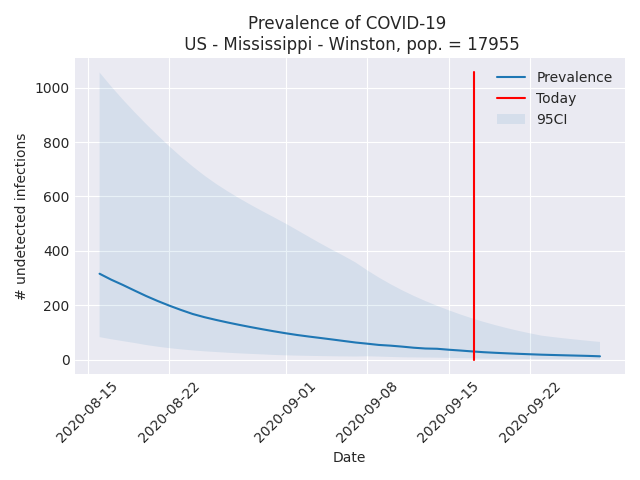 Prevalence of COVID-19
US - Mississippi - Winston, pop. = 17955
Prevalence
Today
95CI
# undetected infections
1000
800
600
400
200
0
2020-08-15
2020-08-22
2020-09-01
2020-09-08
2020-09-15
2020-09-22
Date